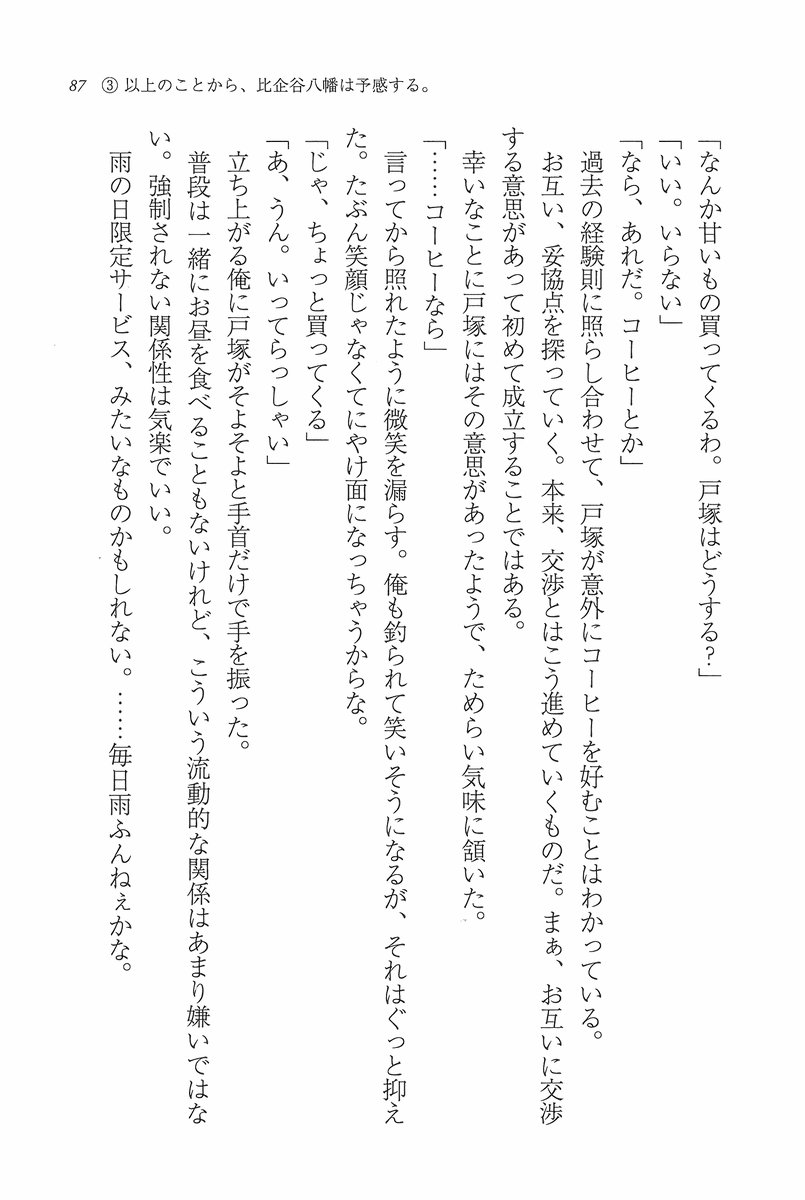 87 ③ 以上のことから、比企谷八幡は予感する。
「なんか甘いもの買ってくるわ。戸塚はどうする？」
「いい。いらない」
「なら、あれだ。コーヒーとか」
過去の経験則に照らし合わせて、戸塚が意外にコーヒーを好むことはわかっている。
お互い、妥協点を探っていく。本来、交渉とはこう進めていくものだ。まぁ、お互いに交渉
する意思があって初めて成立することではある。
幸いなことに戸塚にはその意思があったようで、ためらい気味に頷いた。
「……コーヒーなら」
言ってから照れたように微笑を漏らす。俺も釣られて笑いそうになるが、それはぐっと抑え
た。たぶん笑顔じゃなくてにやけ面になっちゃうからな。
「じゃ、ちょっと買ってくる」
「あ、うん。いってらっしゃい」
立ち上がる俺に戸塚がそよそよと手首だけで手を振った。
普段は一緒にお昼を食べることもないけれど、こういう流動的な関係はあまり嫌いではな
い。強制されない関係性は気楽でいい。
雨の日限定サービス、みたいなものかもしれない。……毎日雨ふんねぇかな。